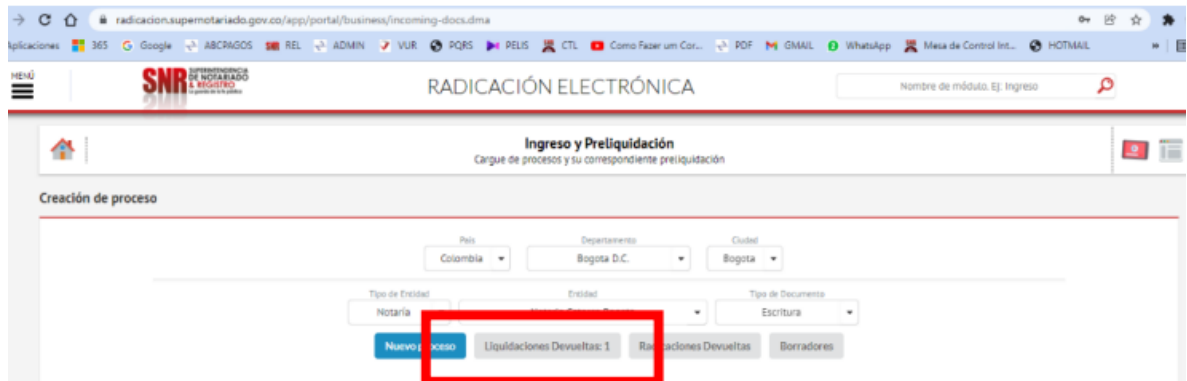 radicacion.supernotariado.gov.co/app/portal/business/incoming-docs.dma
plicaciones 365 Google ABCPAGOS REL ADMIN VUR PQRS PELIS CTL Como Fazer um Cor... PDF GMAIL WhatsApp Mesa de Control Int... HOTMAIL »
MENÚ
SNR SUPERINTENDENCIA DE NOTARIADO & REGISTRO
RADICACIÓN ELECTRÓNICA
Nombre de módulo. Ej: Ingreso
Ingreso y Preliquidación
Cargue de procesos y su correspondiente preliquidación
Creación de proceso
País Departamento Ciudad
Colombia Bogota D.C. Bogota
Tipo de Entidad Entidad Tipo de Documento
Notaría Escritura
Nuevo proceso Liquidaciones Devueltas: 1 Radicaciones Devueltas Borradores